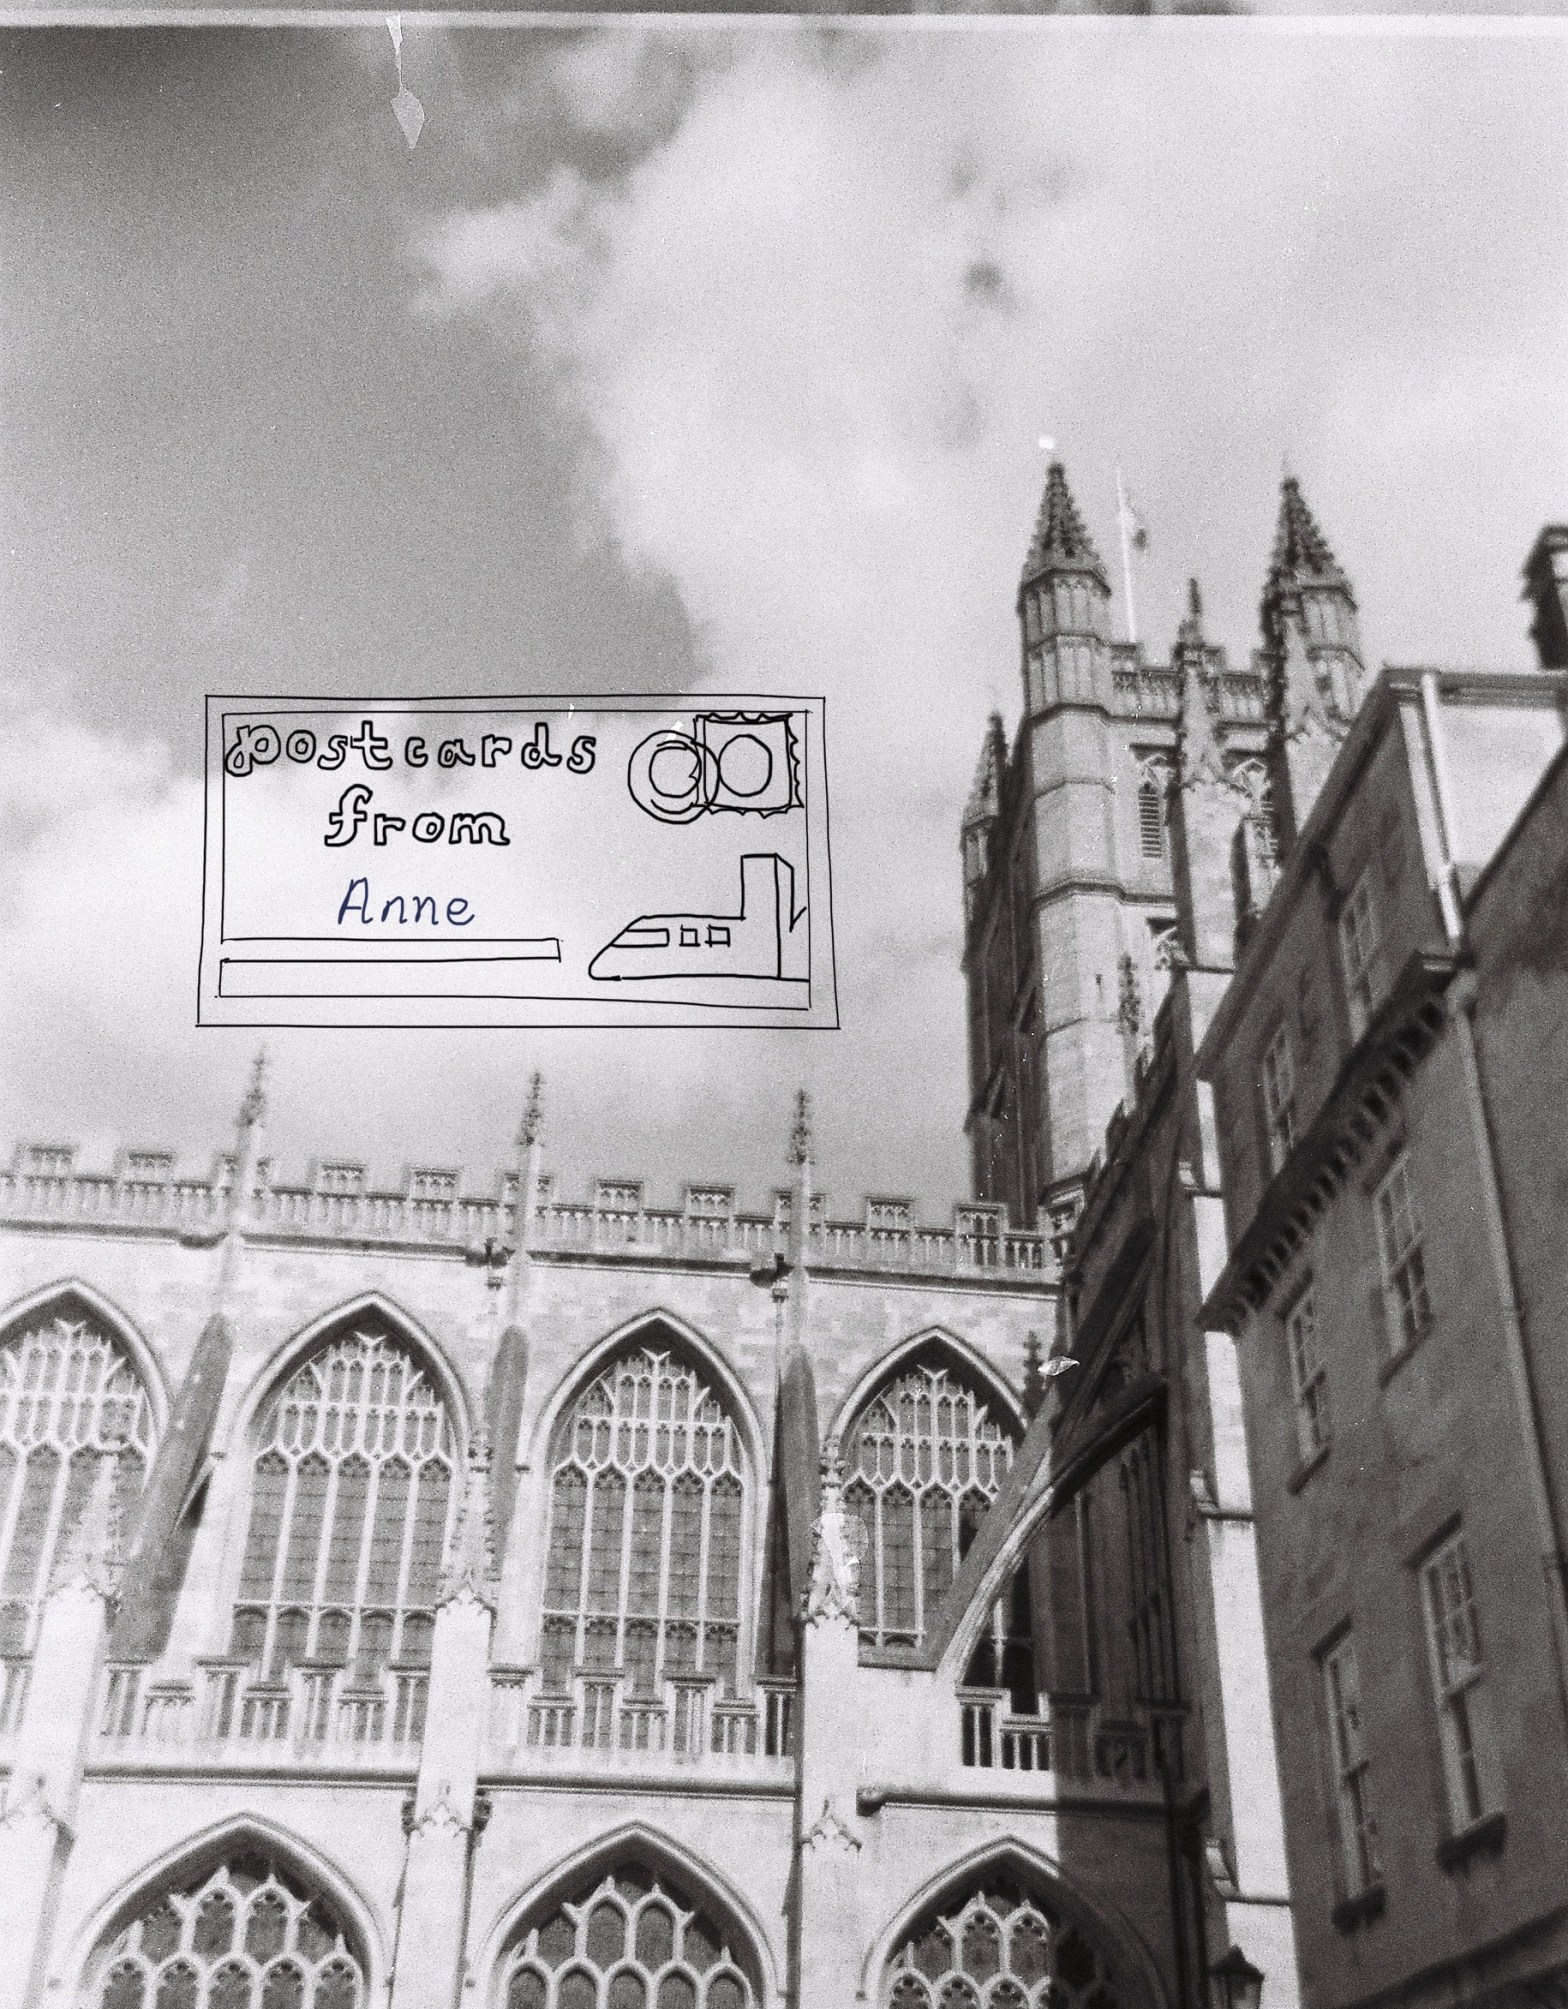 postcards
from
Anne